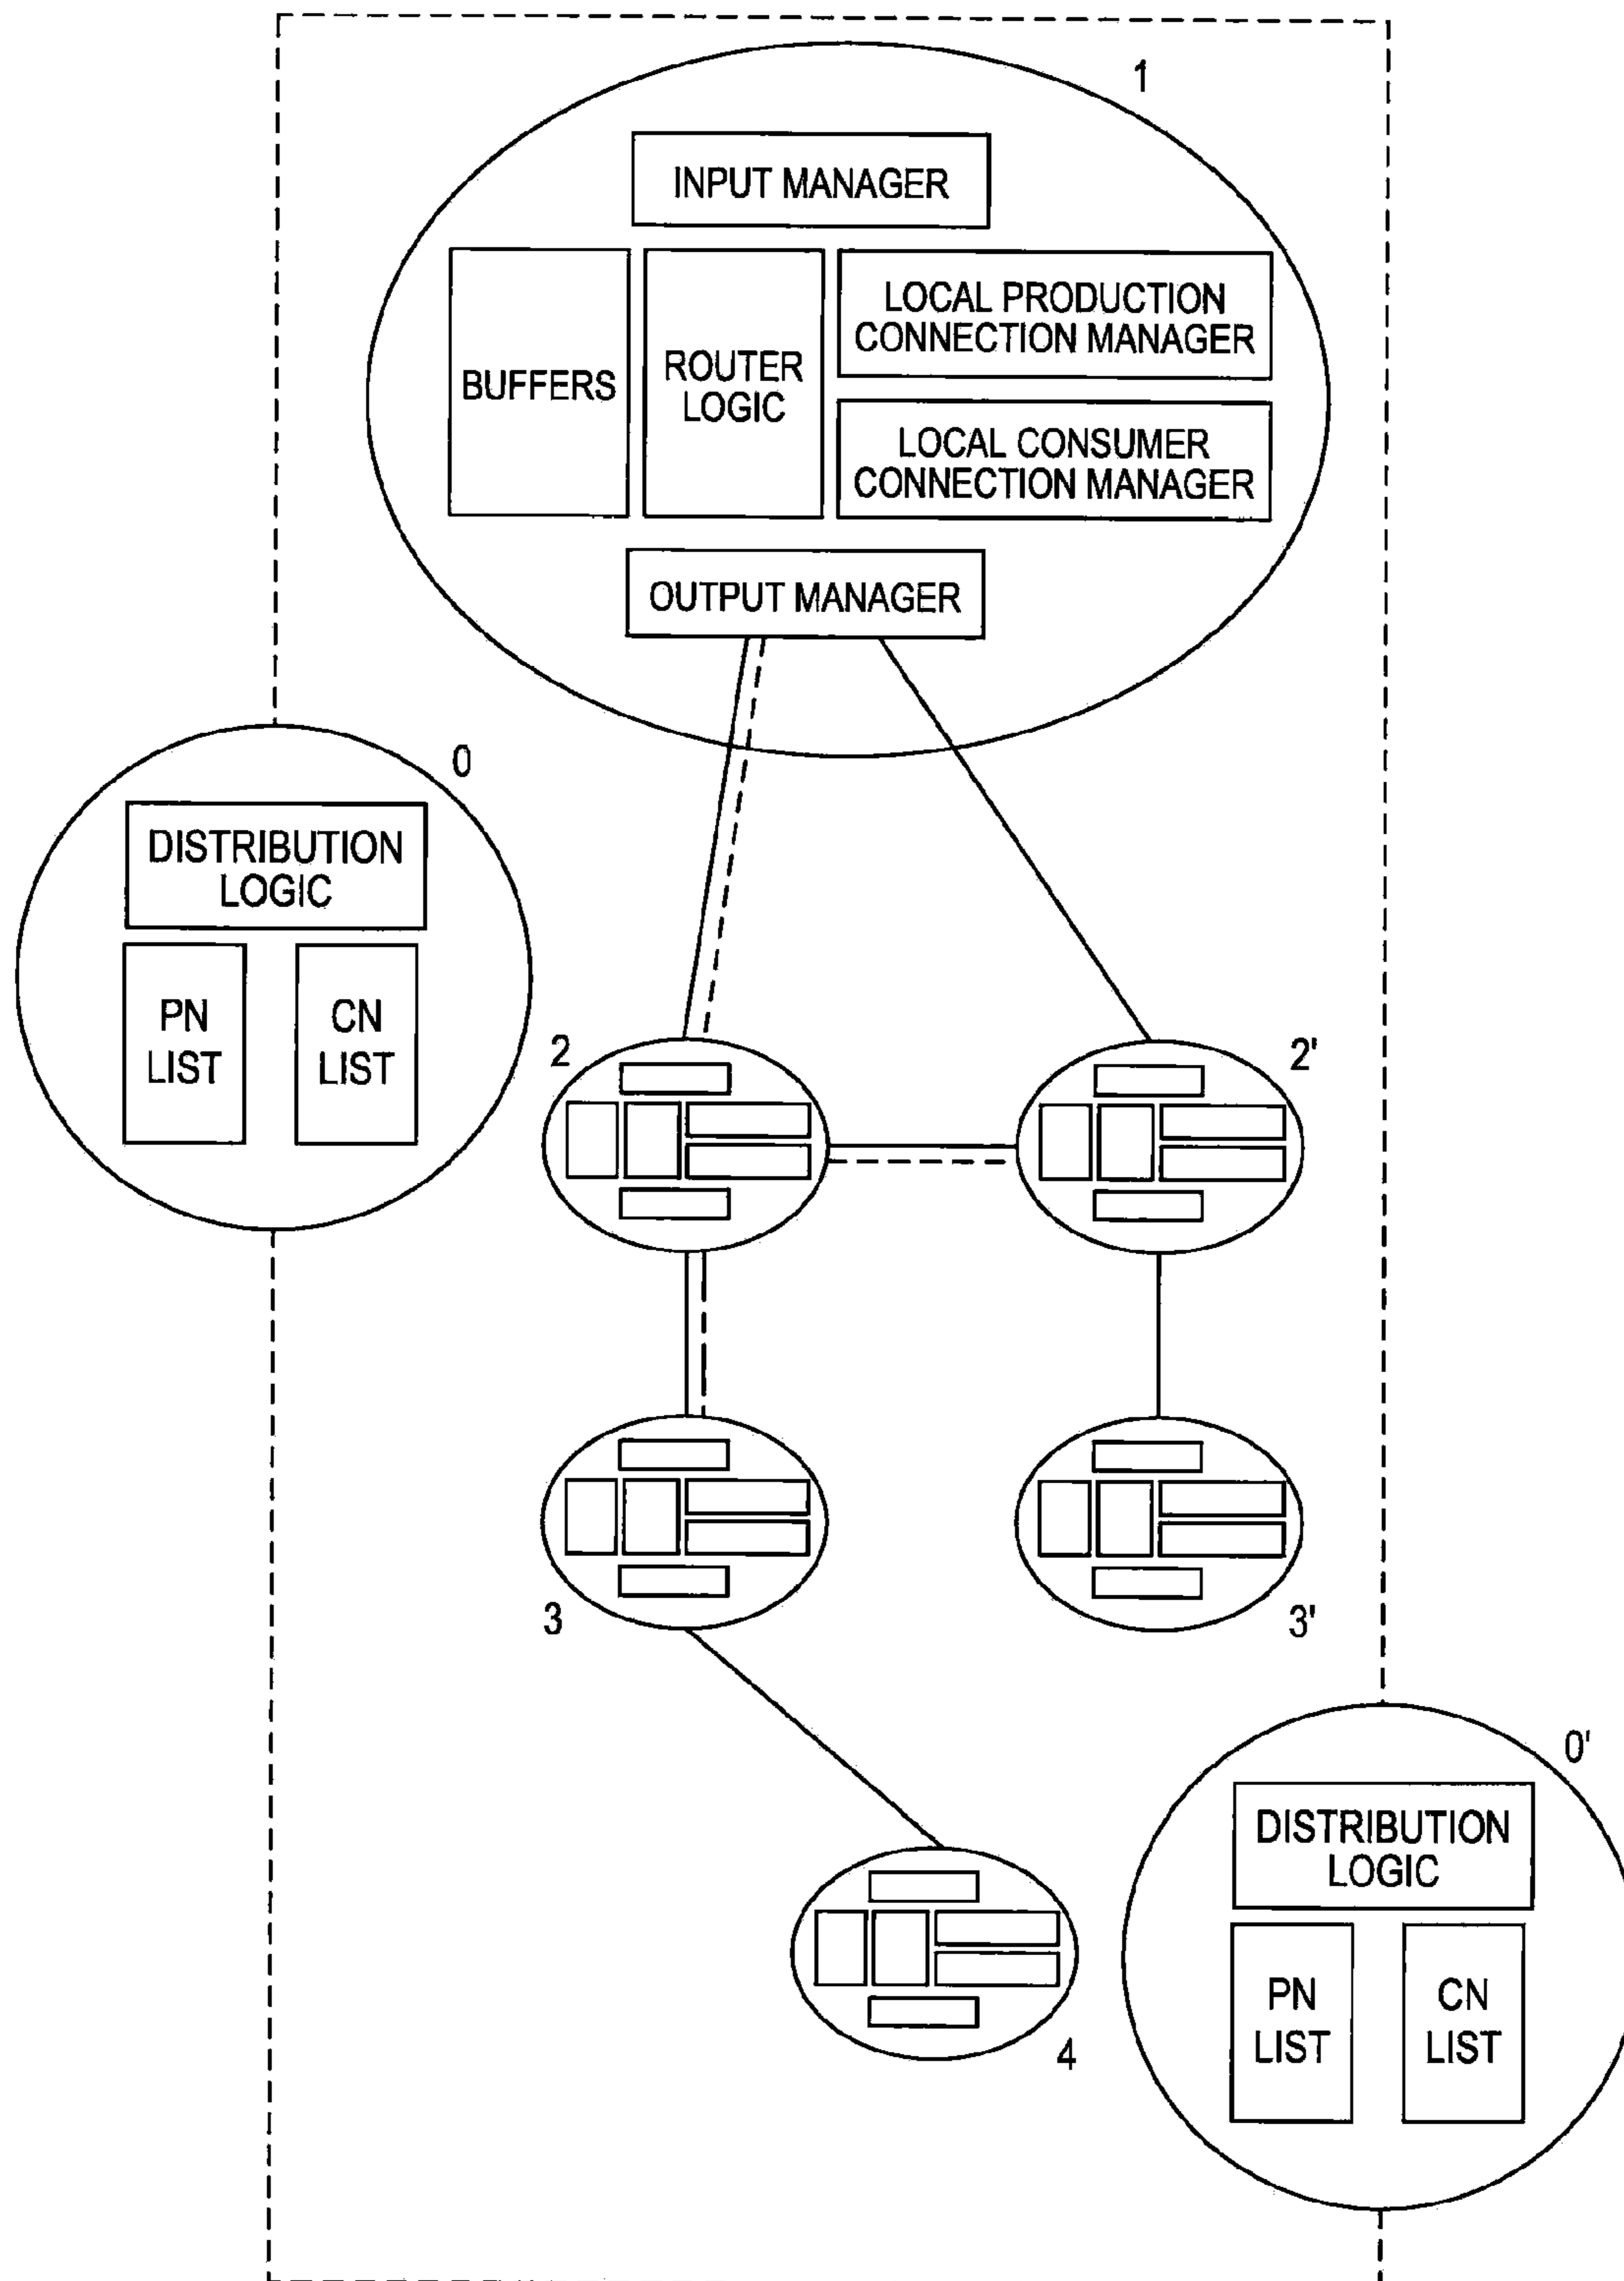 1
INPUT MANAGER
BUFFERS
ROUTER
LOGIC
LOCAL PRODUCTION
CONNECTION MANAGER
LOCAL CONSUMER
CONNECTION MANAGER
OUTPUT MANAGER
0
DISTRIBUTION
LOGIC
PN
LIST
CN
LIST
2
2'
3
3'
0'
DISTRIBUTION
LOGIC
PN
LIST
CN
LIST
4